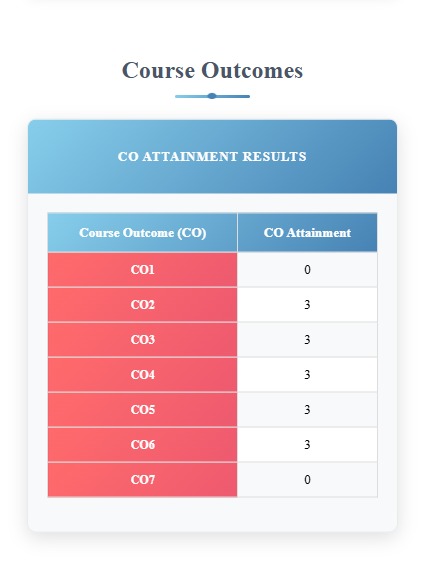 Course Outcomes
CO ATTAINMENT RESULTS
Course Outcome (CO) CO Attainment
CO1 0
CO2 3
CO3 3
CO4 3
CO5 3
CO6 3
CO7 0